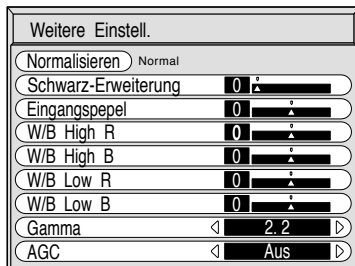 Weitere Einstell.
Normalisieren Normal
Schwarz-Erweiterung 0
Eingangspepel 0
W/B High R 0
W/B High B 0
W/B Low R 0
W/B Low B 0
Gamma 2.2
AGC Aus